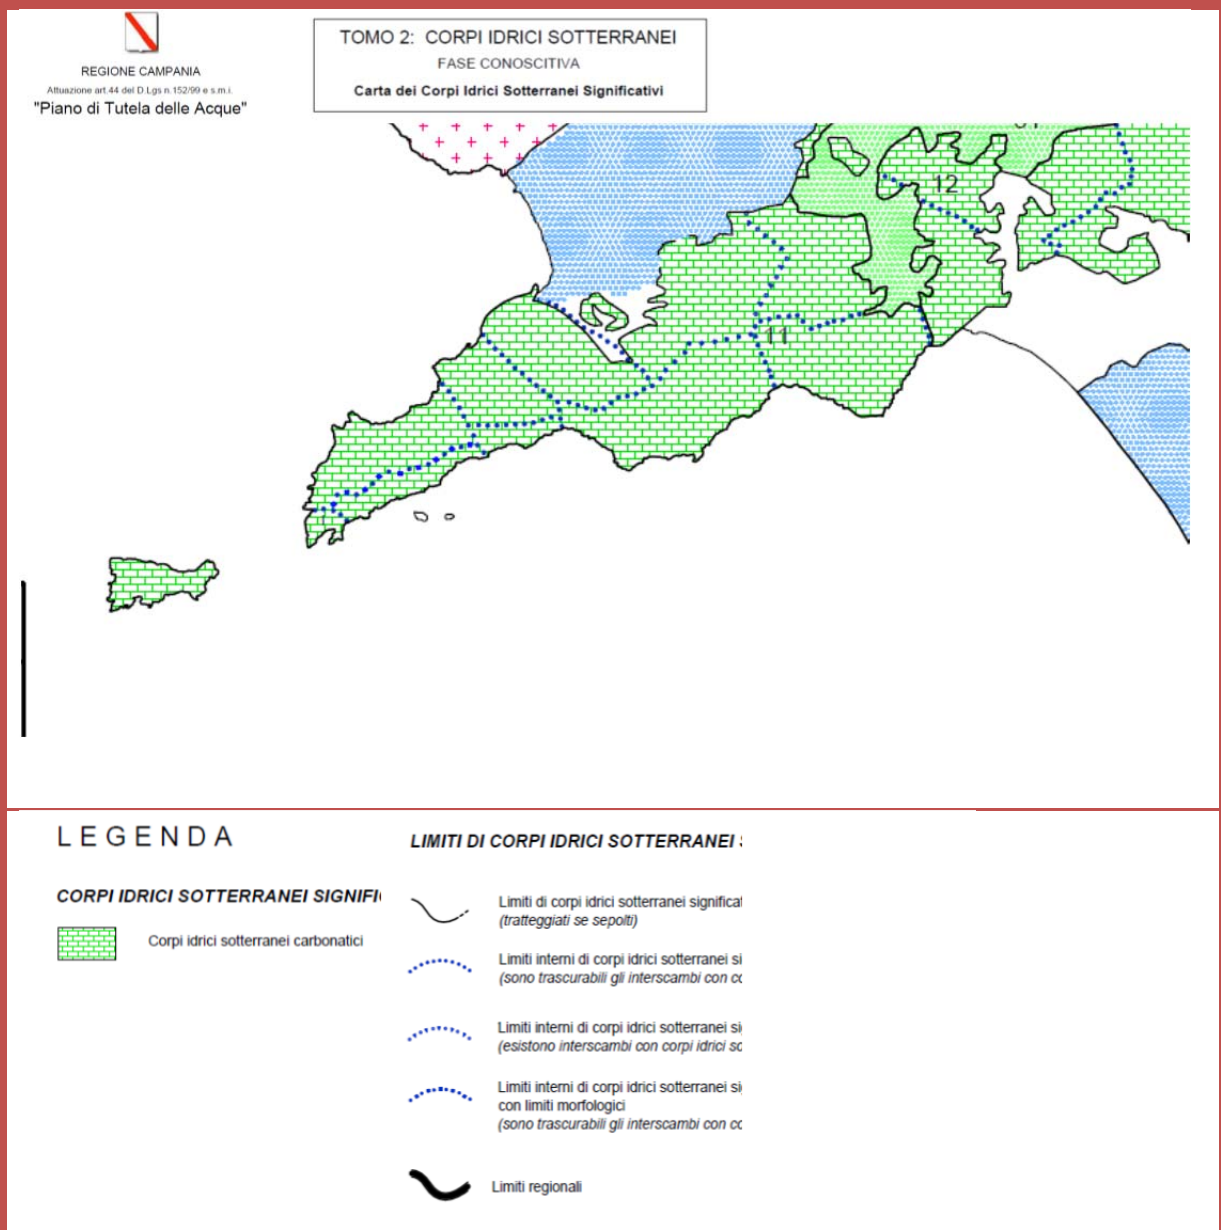 REGIONE CAMPANIA
Attuazione art.44 del D.Lgs n.152/99 e s.m.i.
"Piano di Tutela delle Acque"
TOMO 2: CORPI IDRICI SOTTERRANEI
FASE CONOSCITIVA
Carta dei Corpi Idrici Sotterranei Significativi
12
11
LEGENDA
CORPI IDRICI SOTTERRANEI SIGNIFI
Corpi idrici sotterranei carbonatici
LIMITI DI CORPI IDRICI SOTTERRANEI
Limiti di corpi idrici sotterranei significat
(tratteggiati se sepolti)
Limiti interni di corpi idrici sotterranei si
(sono trascurabili gli interscambi con co
Limiti interni di corpi idrici sotterranei si
(esistono interscambi con corpi idrici so
Limiti interni di corpi idrici sotterranei si
con limiti morfologici
(sono trascurabili gli interscambi con co
Limiti regionali